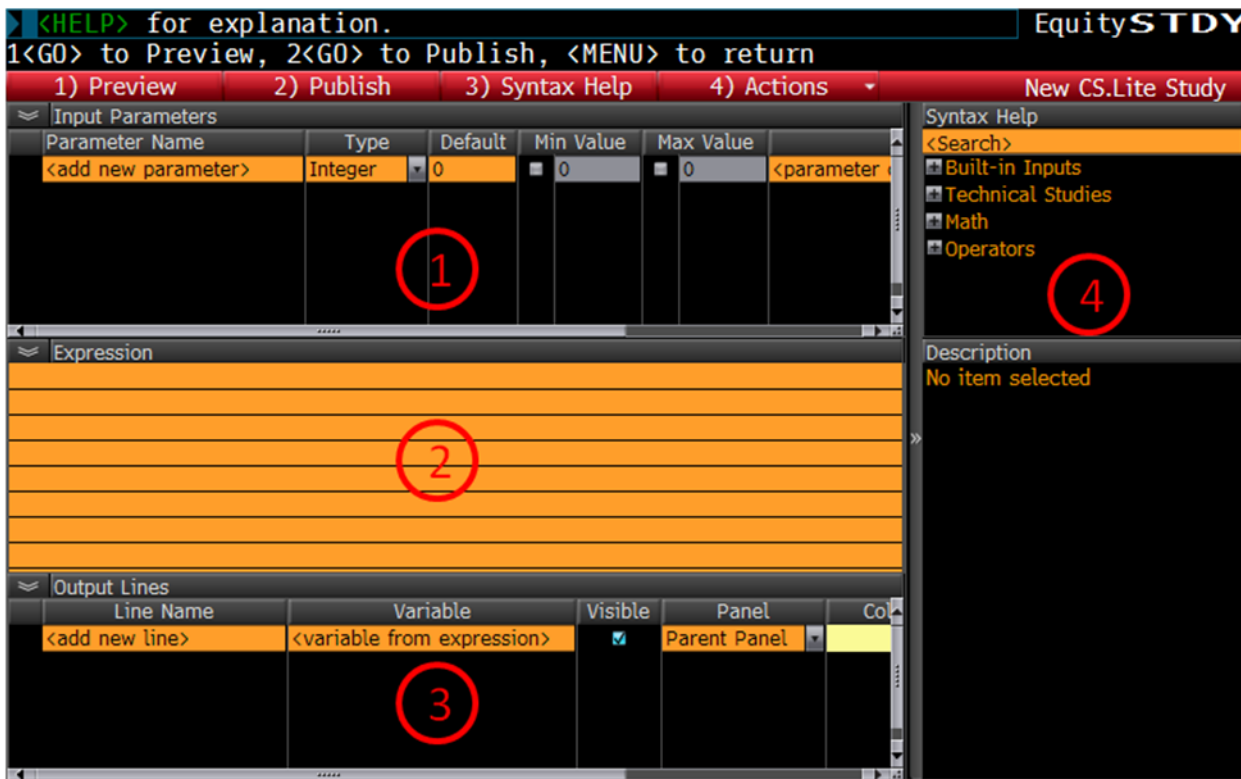 <HELP> for explanation. EquitySTDY
1<GO> to Preview, 2<GO> to Publish, <MENU> to return
1) Preview 2) Publish 3) Syntax Help 4) Actions New CS.Lite Study
Input Parameters
Parameter Name Type Default Min Value Max Value
<add new parameter> Integer 0 0 0 <parameter
1
Expression
2
Output Lines
Line Name Variable Visible Panel Col
<add new line> <variable from expression> Parent Panel
3
Syntax Help
<Search>
Built-in Inputs
Technical Studies
Math
Operators
4
Description
No item selected